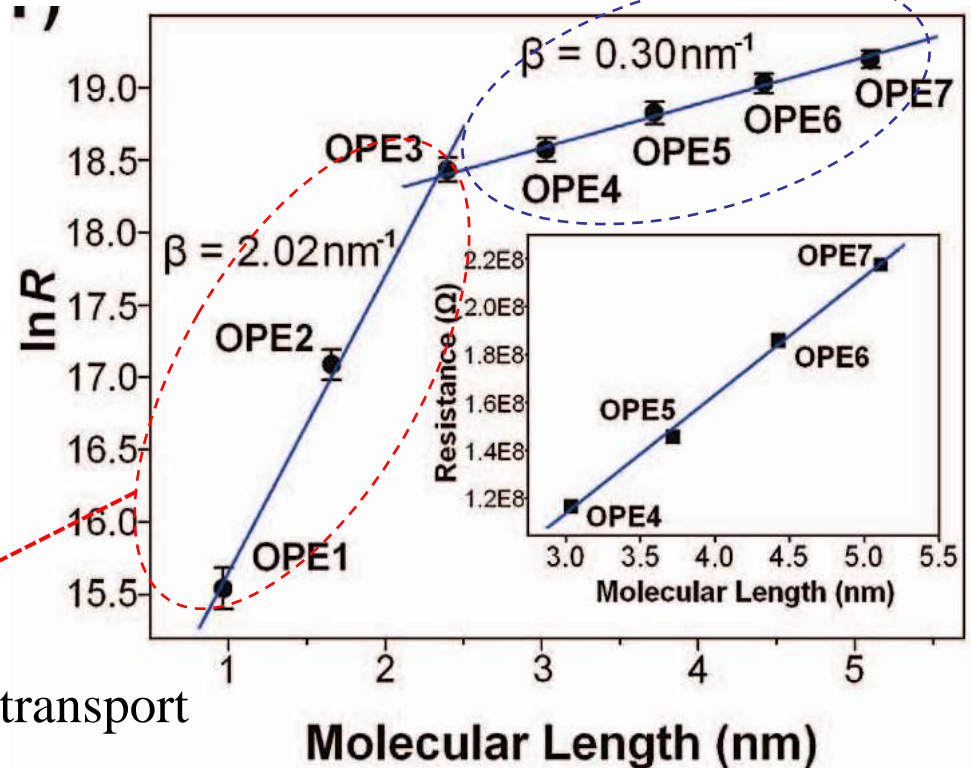 β = 0.30nm⁻¹
19.0
OPE7
OPE6
OPE3
OPE5
18.5
OPE4
18.0
β = 2.02nm⁻¹
ln R
17.5
OPE2
17.0
16.5
16.0
OPE1
15.5
1 2 3 4 5
Molecular Length (nm)
2.2E8
OPE7
2.0E8
Resistance (Ω)
1.8E8
OPE6
1.6E8
OPE5
1.4E8
1.2E8
OPE4
3.0 3.5 4.0 4.5 5.0 5.5
Molecular Length (nm)
transport